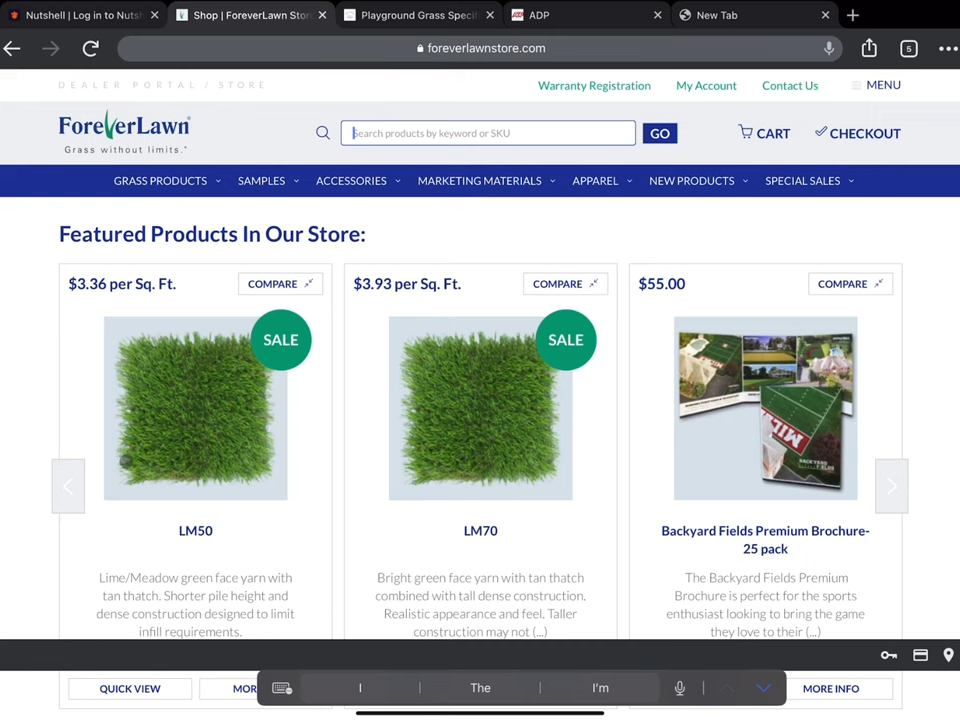 Nutshell | Log in to Nutsh
Shop | ForeverLawn Stor
Playground Grass Specif
ADP
New Tab
foreverlawnstore.com
5
DEALER PORTAL / STORE
Warranty Registration
My Account
Contact Us
MENU
ForeverLawn®
Grass without limits.®
Search products by keyword or SKU
GO
CART
CHECKOUT
GRASS PRODUCTS
SAMPLES
ACCESSORIES
MARKETING MATERIALS
APPAREL
NEW PRODUCTS
SPECIAL SALES
Featured Products In Our Store:
$3.36 per Sq. Ft.
COMPARE
SALE
LM50
Lime/Meadow green face yarn with
tan thatch. Shorter pile height and
dense construction designed to limit
infill requirements.
QUICK VIEW
MOR
$3.93 per Sq. Ft.
COMPARE
SALE
LM70
Bright green face yarn with tan thatch
combined with tall dense construction.
Realistic appearance and feel. Taller
construction may not (...)
$55.00
COMPARE
Backyard Fields Premium Brochure-
25 pack
The Backyard Fields Premium
Brochure is perfect for the sports
enthusiast looking to bring the game
they love to their (...)
MORE INFO
I
The
I'm